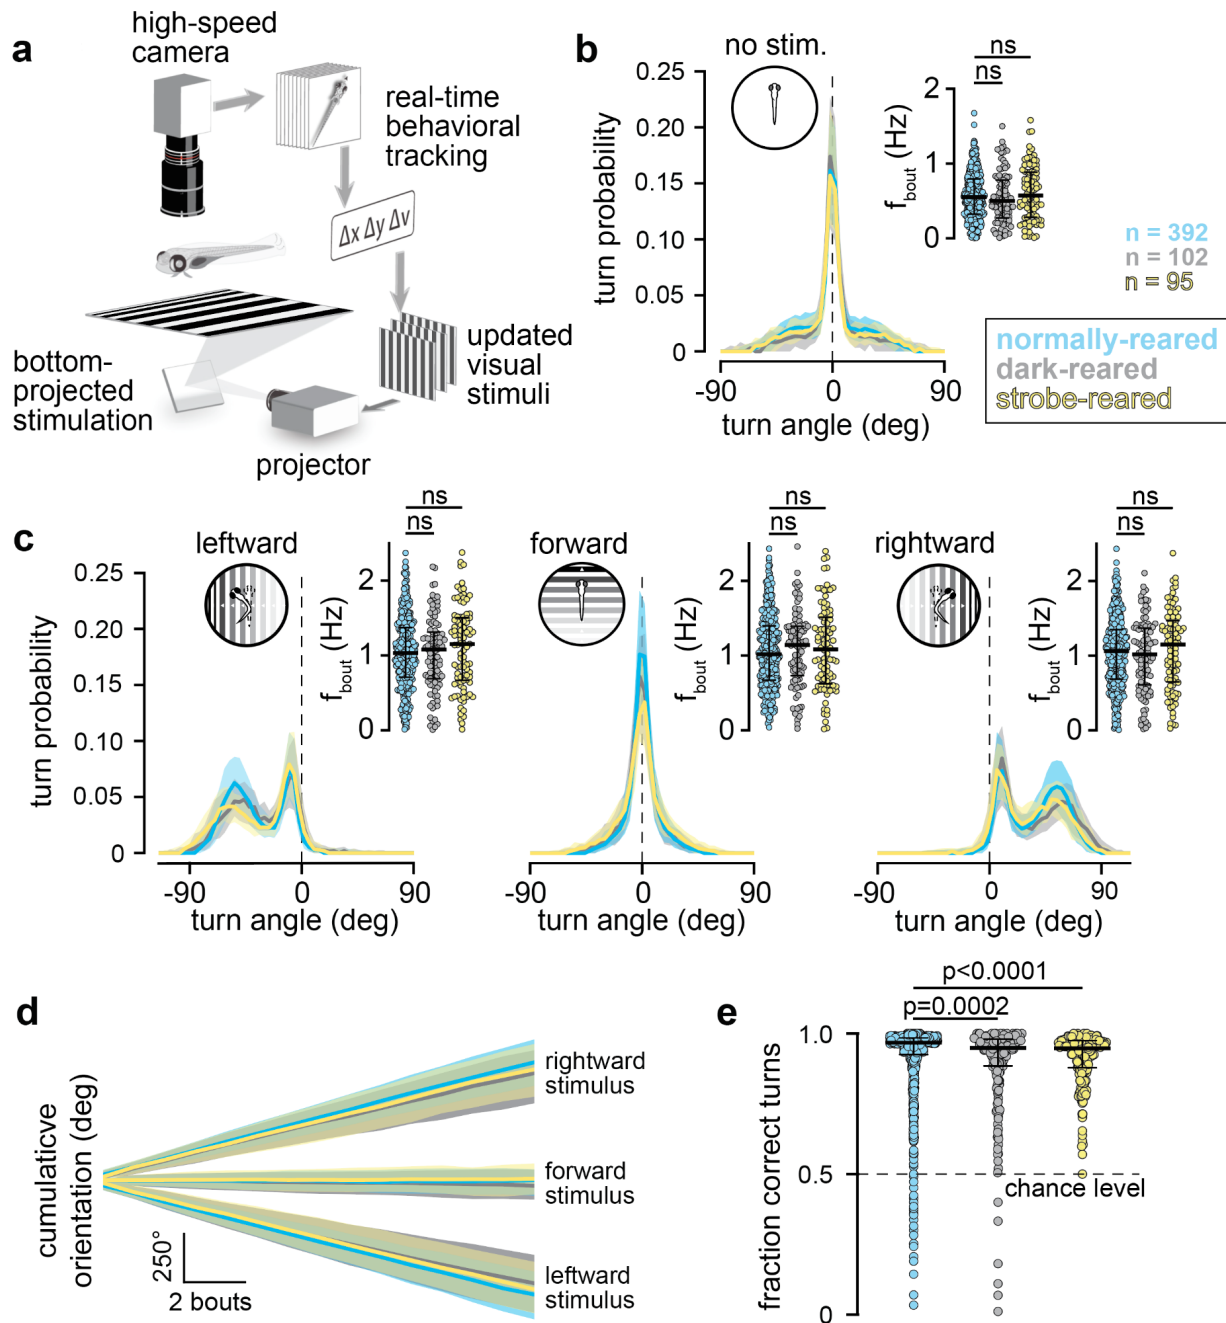 a
high-speed
camera
real-time
behavioral
tracking
Δx Δy Δv
updated
visual
stimuli
bottom-
projected
stimulation
projector
b
no stim.
ns
ns
0.25
0.20
0.15
0.10
0.05
0
turn probability
-90
0
90
turn angle (deg)
2
1
0
f_bout (Hz)
n = 392
n = 102
n = 95
normally-reared
dark-reared
strobe-reared
c
leftward
ns
ns
0.25
0.20
0.15
0.10
0.05
0
turn probability
-90
0
90
turn angle (deg)
2
1
0
f_bout (Hz)
forward
ns
ns
-90
0
90
turn angle (deg)
2
1
0
f_bout (Hz)
rightward
ns
ns
-90
0
90
turn angle (deg)
2
1
0
f_bout (Hz)
d
cumulaticve
orientation (deg)
rightward
stimulus
forward
stimulus
leftward
stimulus
250°
2 bouts
e
p<0.0001
p=0.0002
1.0
0.5
0
fraction correct turns
chance level